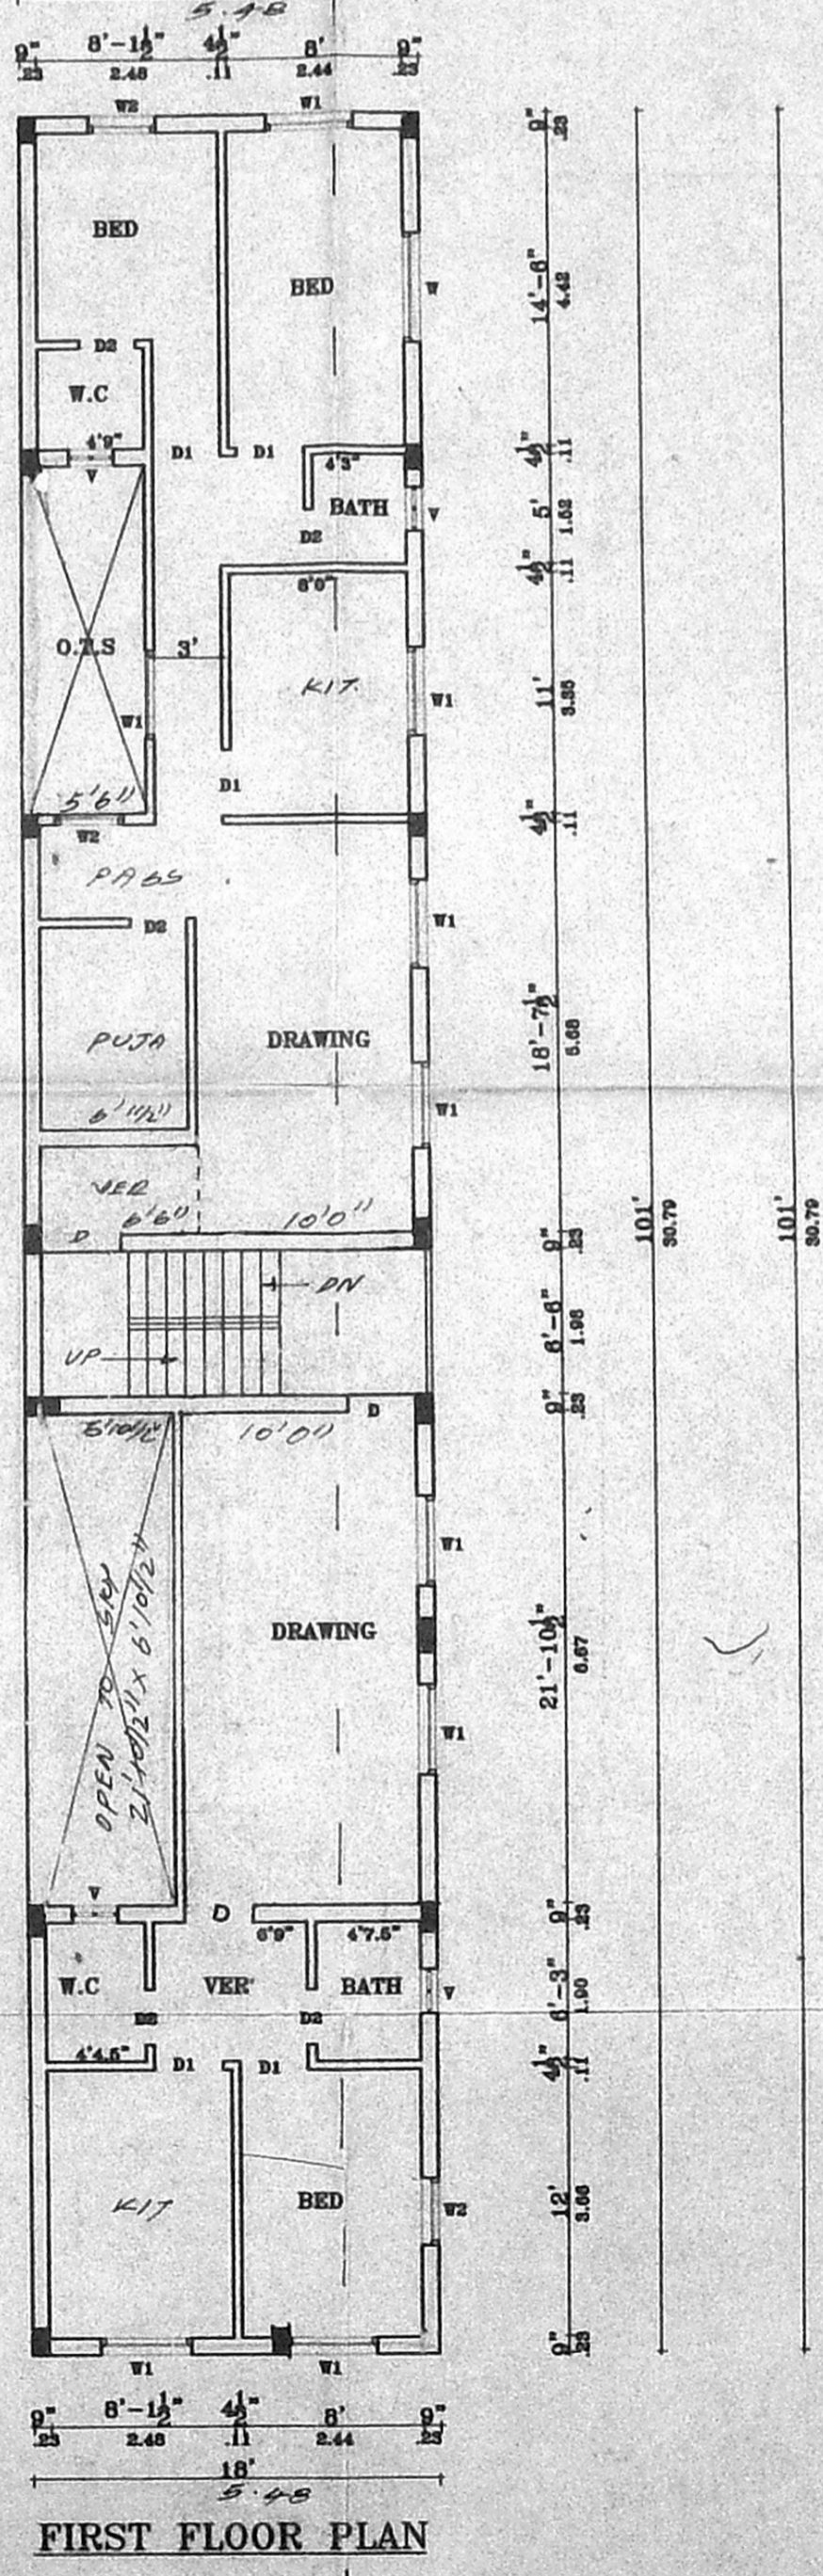 5.48
9" 8'-1½" 4½" 8' 9"
.23 2.48 .11 2.44 .23
W2 W1
9"
.23
BED
BED
W
14'-6"
4.42
D2
W.C
4'9"
V
D1 D1
4'3"
4½"
.11
BATH
V
5'
1.52
D2
4½"
.11
8'0"
O.T.S
3'
KIT.
W1
W1
11'
3.35
D1
5'6"
W2
4½"
.11
PASS
D2
W1
PUJA
DRAWING
18'-7½"
5.68
6'1½"
W1
VER
D
6'6"
10'0"
9"
.23
101'
30.79
101'
30.79
DN
6'-6"
1.98
UP
D
9"
.23
6'10½"
10'0"
W1
OPEN TO SKY
21'10½" X 6'10½"
DRAWING
21'-10½"
6.67
W1
V
D
9"
.23
6'9"
4'7.5"
W.C
VER
BATH
V
6'-3"
1.90
D2 D2
4'4.5"
D1 D1
4½"
.11
KIT
BED
W2
12'
3.66
W1 W1
9"
.23
9" 8'-1½" 4½" 8' 9"
.23 2.48 .11 2.44 .23
18'
5.48
FIRST FLOOR PLAN